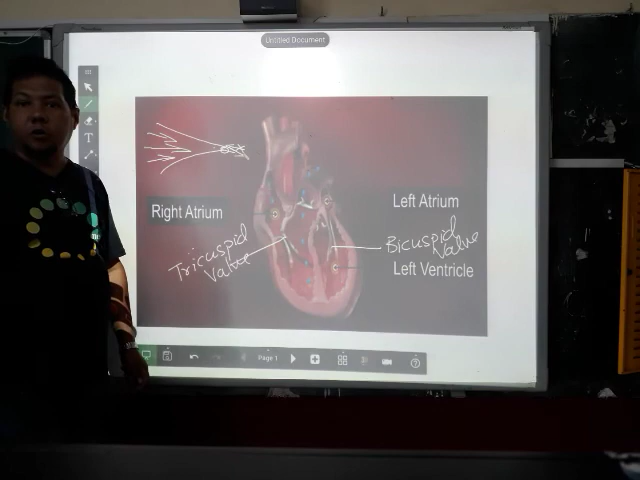 Untitled Document
T
Right Atrium
Left Atrium
Tricuspid
Valve
Bicuspid
Valve
Left Ventricle
Page 1